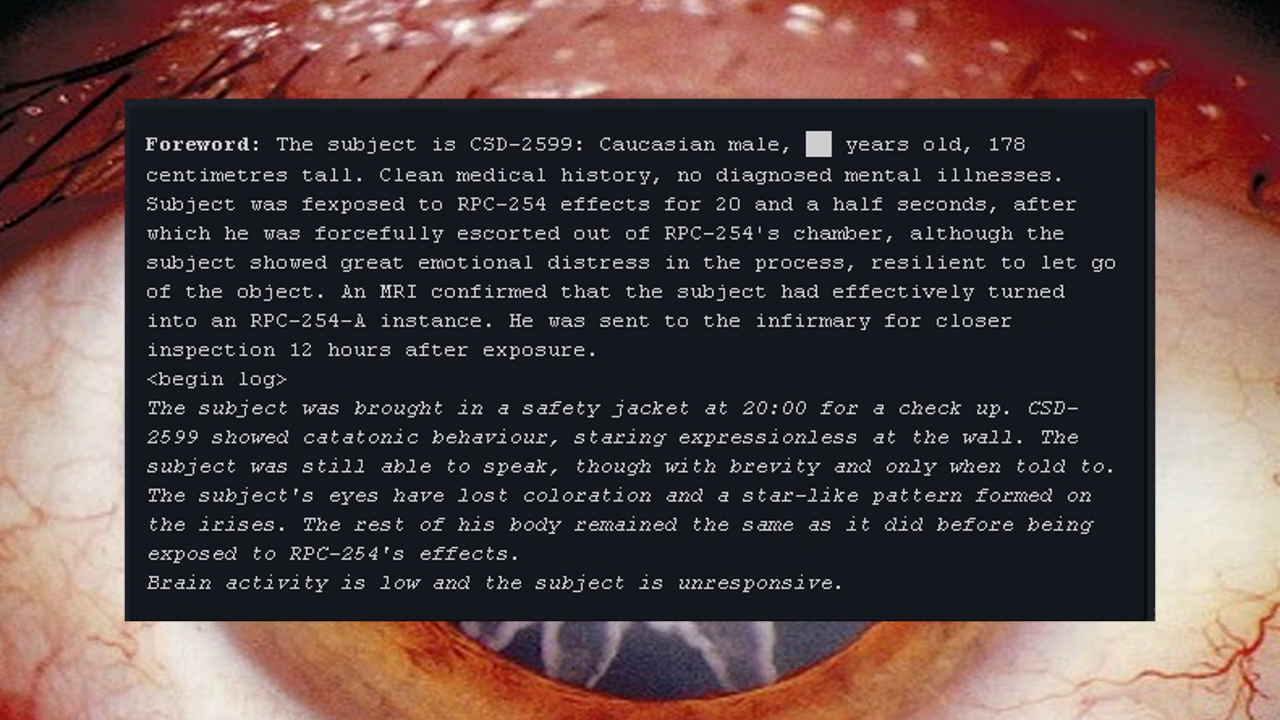 Foreword: The subject is CSD-2599: Caucasian male, ██ years old, 178
centimetres tall. Clean medical history, no diagnosed mental illnesses.
Subject was fexposed to RPC-254 effects for 20 and a half seconds, after
which he was forcefully escorted out of RPC-254's chamber, although the
subject showed great emotional distress in the process, resilient to let go
of the object. An MRI confirmed that the subject had effectively turned
into an RPC-254-A instance. He was sent to the infirmary for closer
inspection 12 hours after exposure.
<begin log>
The subject was brought in a safety jacket at 20:00 for a check up. CSD-
2599 showed catatonic behaviour, staring expressionless at the wall. The
subject was still able to speak, though with brevity and only when told to.
The subject's eyes have lost coloration and a star-like pattern formed on
the irises. The rest of his body remained the same as it did before being
exposed to RPC-254's effects.
Brain activity is low and the subject is unresponsive.